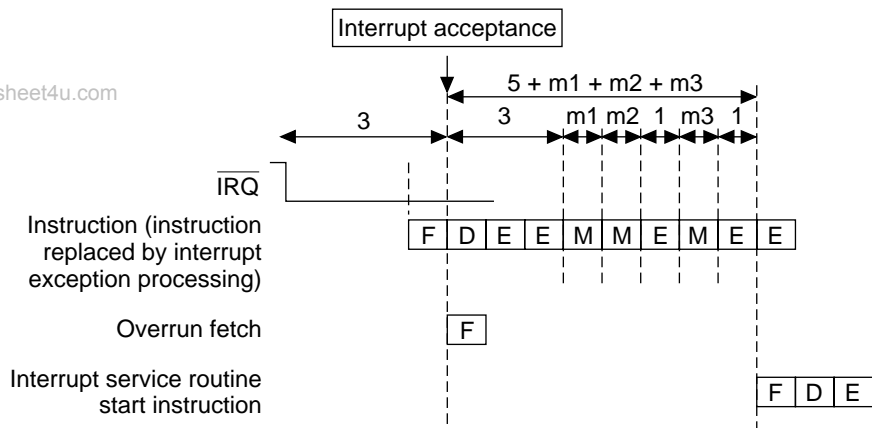 Interrupt acceptance
sheet4u.com
5 + m1 + m2 + m3
3 3 m1 m2 1 m3 1
IRQ
Instruction (instruction
replaced by interrupt
exception processing)
F D E E M M E M E E
Overrun fetch
F
Interrupt service routine
start instruction
F D E